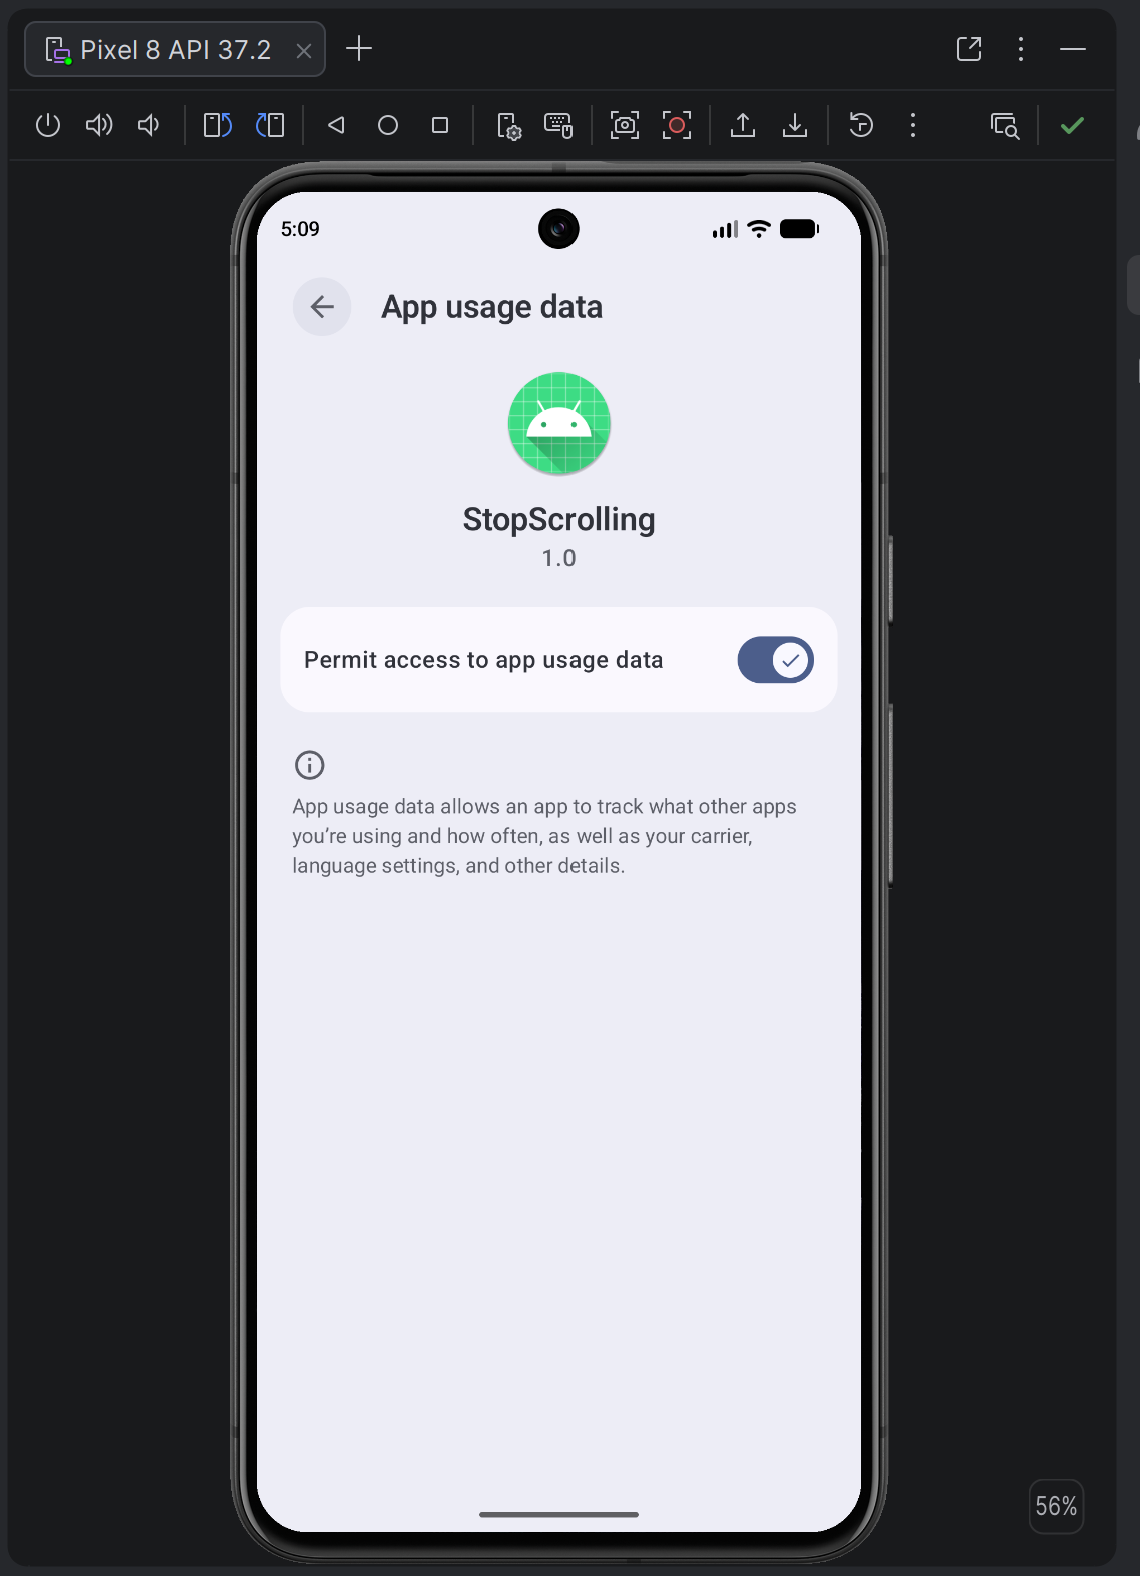 Pixel 8 API 37.2
5:09
App usage data
StopScrolling
1.0
Permit access to app usage data
App usage data allows an app to track what other apps
you’re using and how often, as well as your carrier,
language settings, and other details.
56%